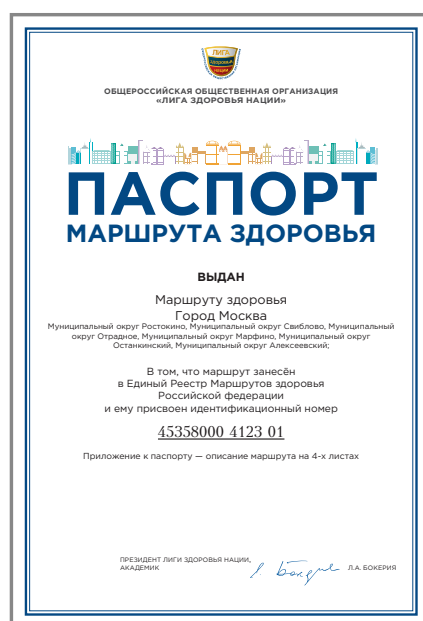 ЛИГА
ЗДОРОВЬЯ
НАЦИИ
ОБЩЕРОССИЙСКАЯ ОБЩЕСТВЕННАЯ ОРГАНИЗАЦИЯ
«ЛИГА ЗДОРОВЬЯ НАЦИИ»
ПАСПОРТ
МАРШРУТА ЗДОРОВЬЯ
ВЫДАН
Маршруту здоровья
Город Москва
Муниципальный округ Ростокино, Муниципальный округ Свиблово, Муниципальный
округ Отрадное, Муниципальный округ Марфино, Муниципальный округ
Останкинский, Муниципальный округ Алексеевский;
В том, что маршрут занесён
в Единый Реестр Маршрутов здоровья
Российской федерации
и ему присвоен идентификационный номер
45358000 4123 01
Приложение к паспорту — описание маршрута на 4-х листах
ПРЕЗИДЕНТ ЛИГИ ЗДОРОВЬЯ НАЦИИ,
АКАДЕМИК
Л.А. БОКЕРИЯ